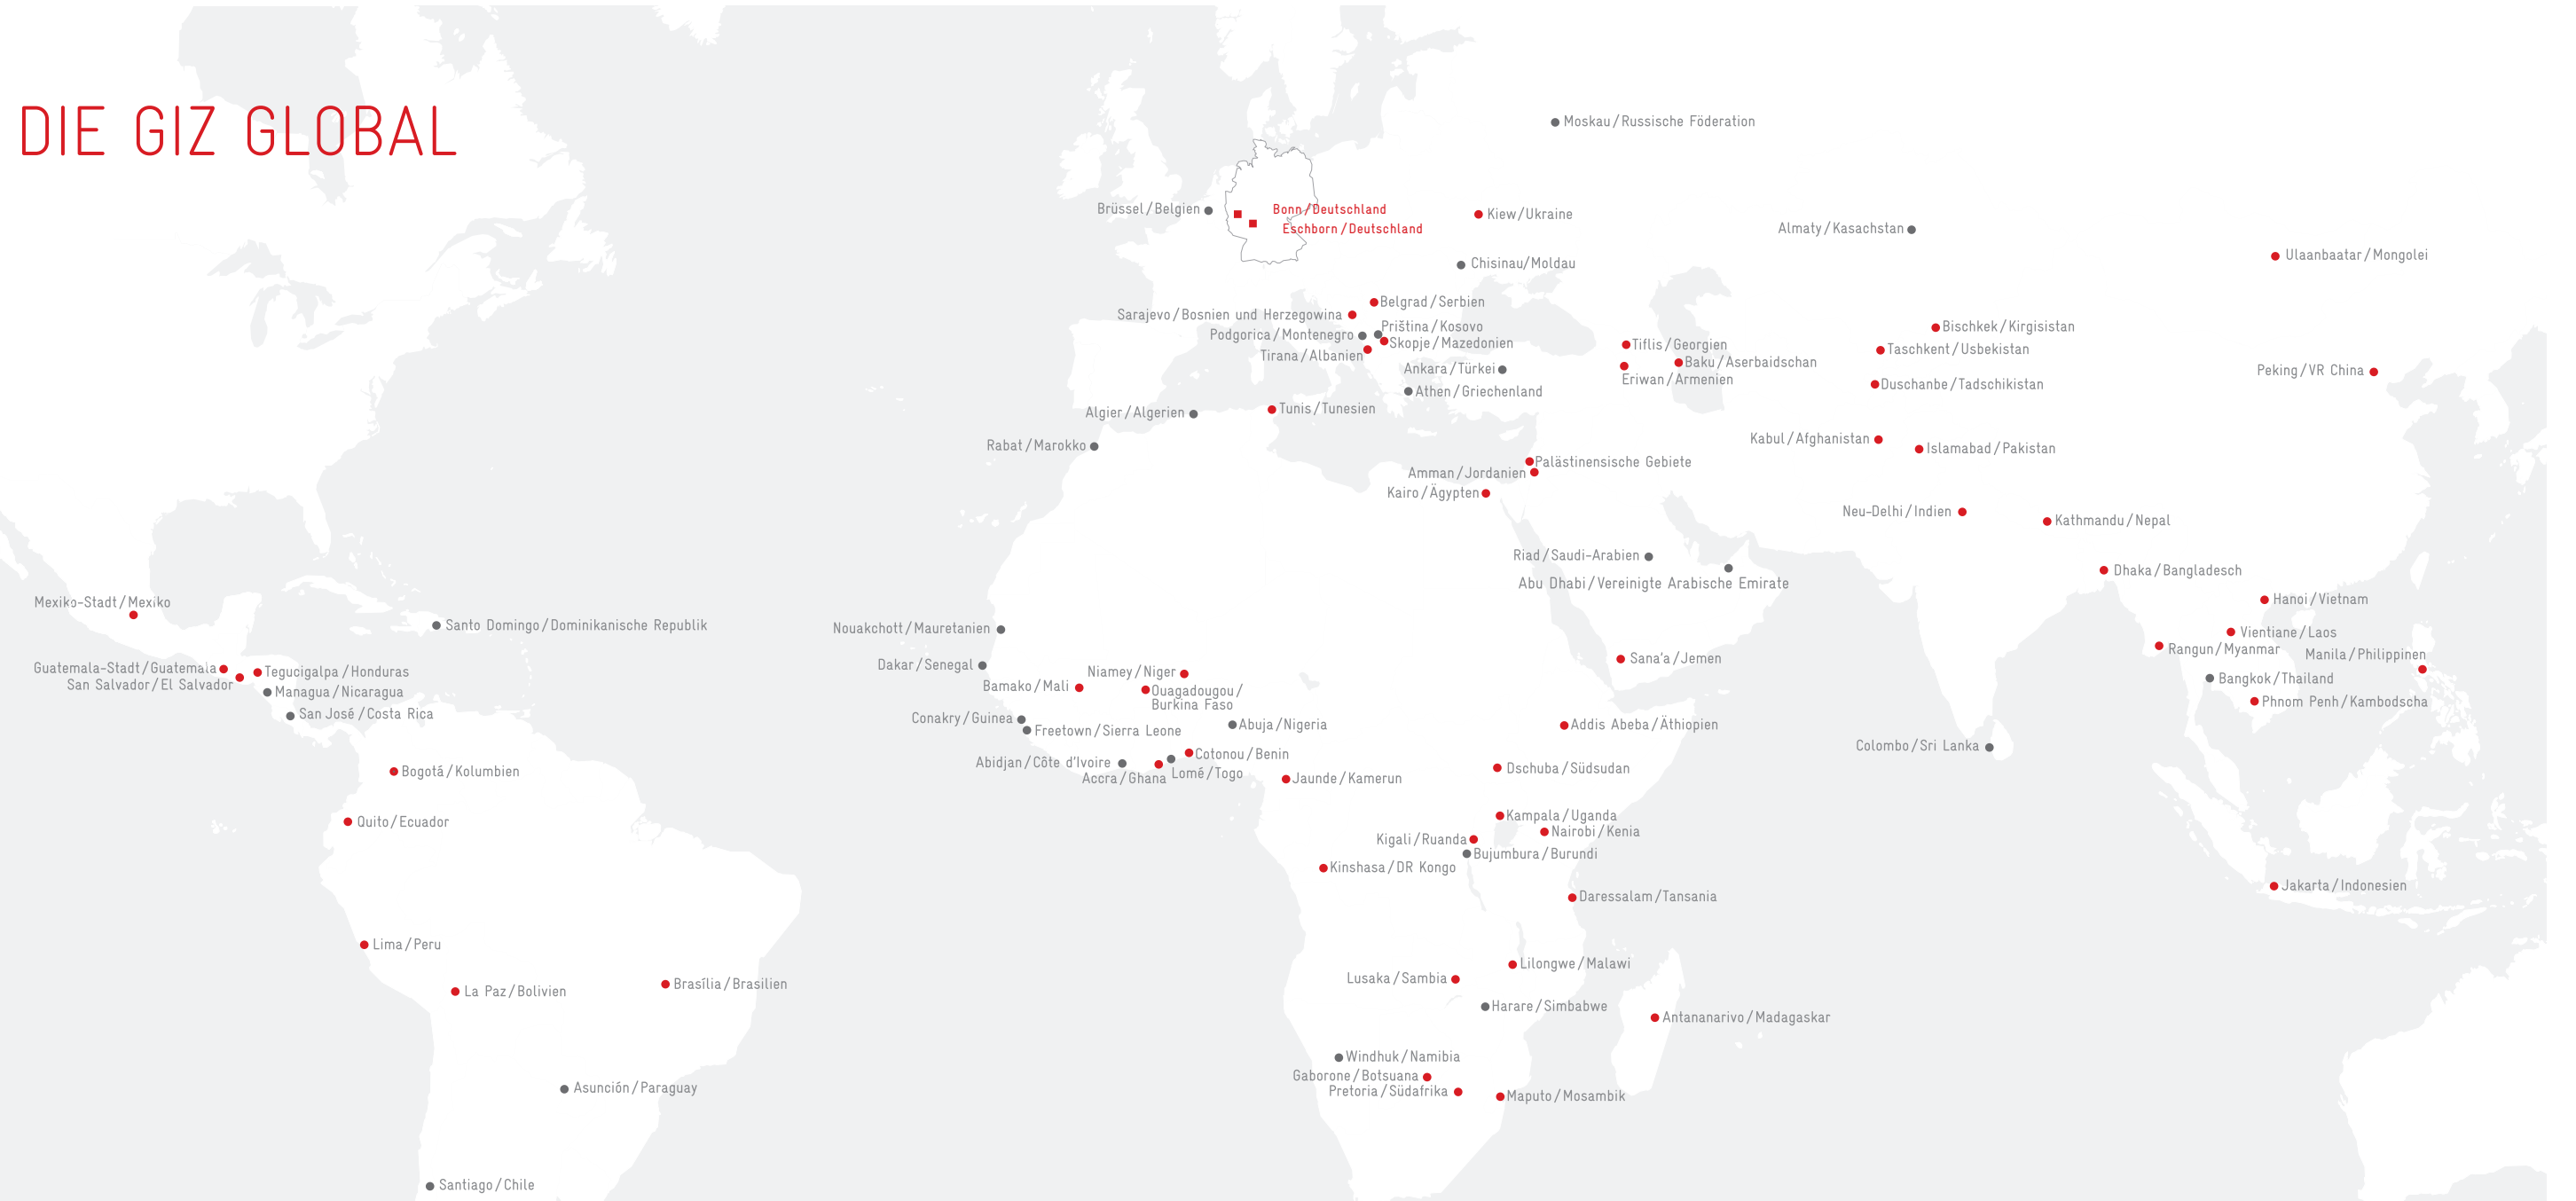 DIE GIZ GLOBAL
Moskau/Russische Föderation
Brüssel/Belgien
Bonn/Deutschland
Eschborn/Deutschland
Kiew/Ukraine
Almaty/Kasachstan
Chisinau/Moldau
Ulaanbaatar/Mongolei
Belgrad/Serbien
Sarajevo/Bosnien und Herzegowina
Priština/Kosovo
Podgorica/Montenegro
Skopje/Mazedonien
Tirana/Albanien
Bischkek/Kirgisistan
Tiflis/Georgien
Taschkent/Usbekistan
Baku/Aserbaidschan
Ankara/Türkei
Eriwan/Armenien
Peking/VR China
Duschanbe/Tadschikistan
Athen/Griechenland
Algier/Algerien
Tunis/Tunesien
Rabat/Marokko
Kabul/Afghanistan
Islamabad/Pakistan
Palästinensische Gebiete
Amman/Jordanien
Kairo/Ägypten
Neu-Delhi/Indien
Kathmandu/Nepal
Riad/Saudi-Arabien
Abu Dhabi/Vereinigte Arabische Emirate
Dhaka/Bangladesch
Mexiko-Stadt/Mexiko
Hanoi/Vietnam
Santo Domingo/Dominikanische Republik
Nouakchott/Mauretanien
Vientiane/Laos
Rangun/Myanmar
Manila/Philippinen
Guatemala-Stadt/Guatemala
Tegucigalpa/Honduras
Dakar/Senegal
Niamey/Niger
Sana'a/Jemen
San Salvador/El Salvador
Managua/Nicaragua
Bamako/Mali
Ouagadougou/
Burkina Faso
Bangkok/Thailand
Phnom Penh/Kambodscha
San José/Costa Rica
Conakry/Guinea
Freetown/Sierra Leone
Abuja/Nigeria
Addis Abeba/Äthiopien
Colombo/Sri Lanka
Abidjan/Côte d'Ivoire
Cotonou/Benin
Accra/Ghana
Lomé/Togo
Jaunde/Kamerun
Dschuba/Südsudan
Bogotá/Kolumbien
Quito/Ecuador
Kampala/Uganda
Nairobi/Kenia
Kigali/Ruanda
Bujumbura/Burundi
Kinshasa/DR Kongo
Jakarta/Indonesien
Daressalam/Tansania
Lima/Peru
Lilongwe/Malawi
Lusaka/Sambia
Brasília/Brasilien
La Paz/Bolivien
Harare/Simbabwe
Antananarivo/Madagaskar
Windhuk/Namibia
Gaborone/Botsuana
Pretoria/Südafrika
Maputo/Mosambik
Asunción/Paraguay
Santiago/Chile